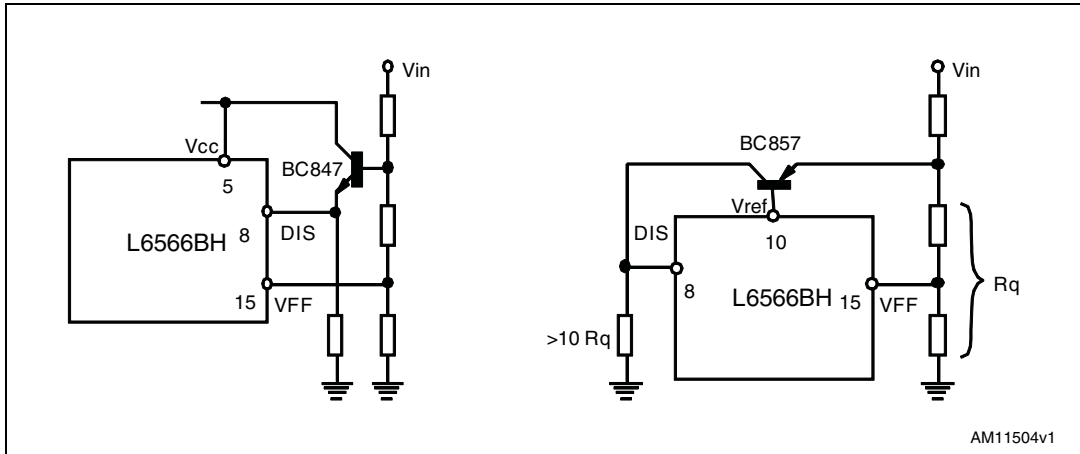 Vin
Vcc
5
BC847
L6566BH
8
DIS
15
VFF
Vin
BC857
Vref
10
DIS
8
L6566BH
15
VFF
Rq
>10 Rq
AM11504v1